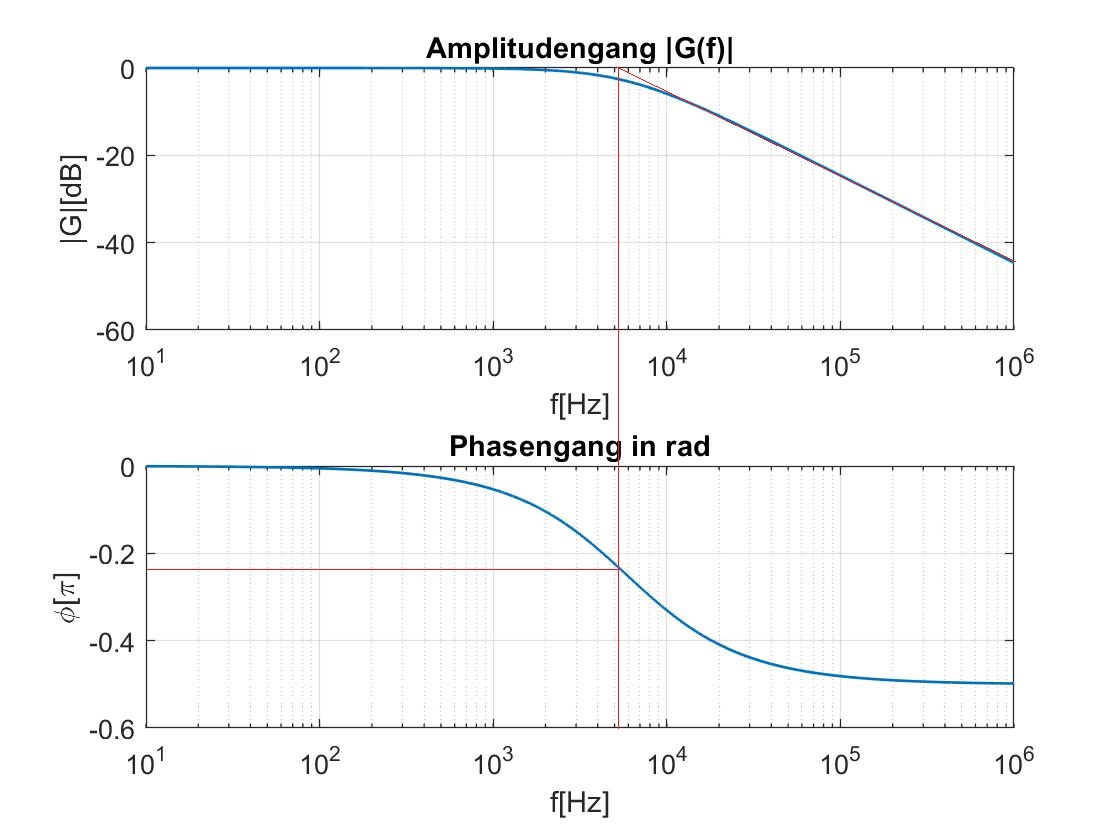 Amplitudengang |G(f)|
|G|[dB]
0
-20
-40
-60
10^1 10^2 10^3 10^4 10^5 10^6
f[Hz]
Phasengang in rad
ϕ[π]
0
-0.2
-0.4
-0.6
10^1 10^2 10^3 10^4 10^5 10^6
f[Hz]